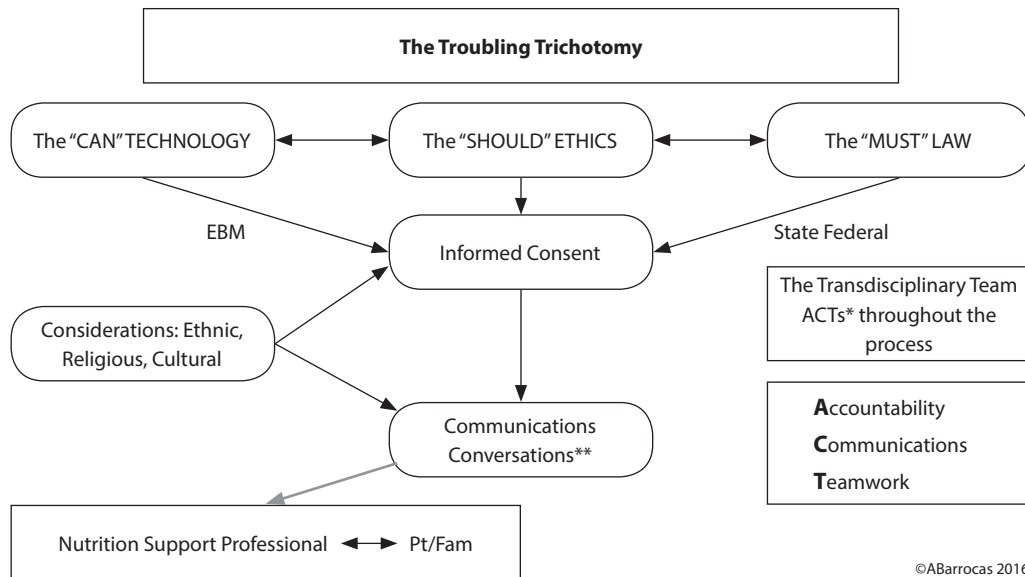 The Troubling Trichotomy
The “CAN” TECHNOLOGY
The “SHOULD” ETHICS
The “MUST” LAW
EBM
Informed Consent
State Federal
Considerations: Ethnic,
Religious, Cultural
The Transdisciplinary Team
ACTs* throughout the
process
Communications
Conversations**
Accountability
Communications
Teamwork
Nutrition Support Professional
Pt/Fam
©ABarrocas 2016